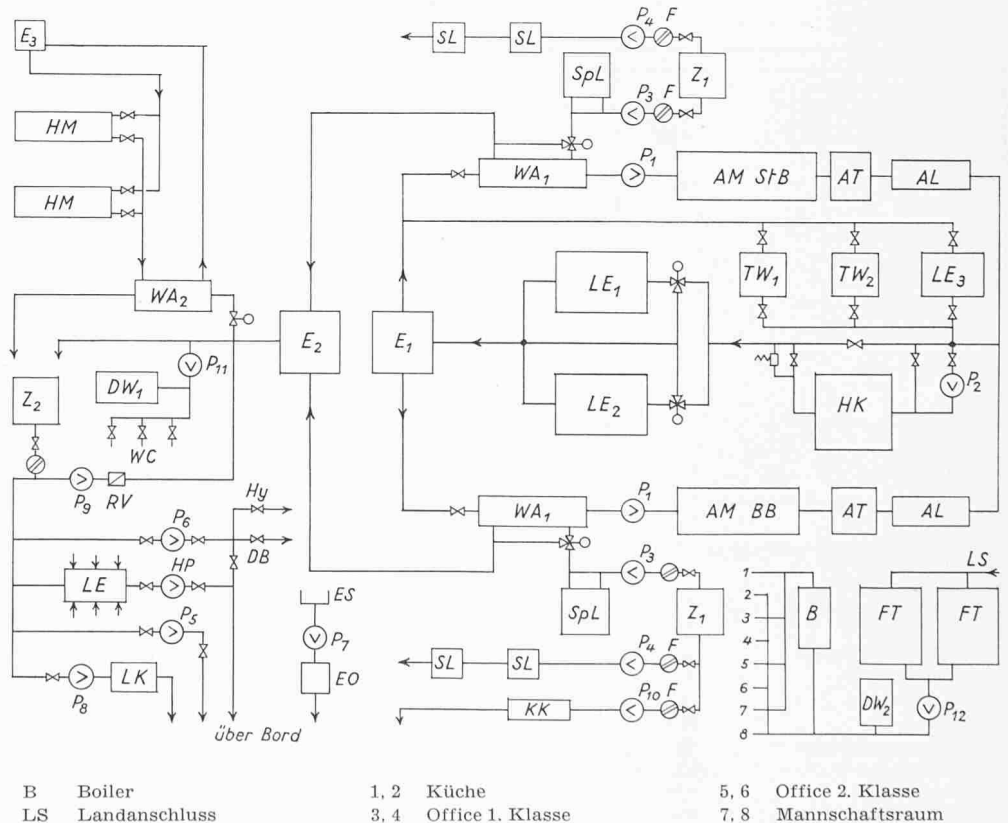 P₄ F
E₃ SL SL
SpL Z₁
P₃ F
HM
P₁
WA₁ AM StB AT AL
HM
LE₁ TW₁ TW₂ LE₃
WA₂
E₂ E₁
P₁₁
P₂
DW₁
Z₂ LE₂ HK
WC
P₉ RV Hy P₁
WA₁ AM BB AT AL
P₆
DB
HP P₃ F LS
LE ES 1
2
SpL Z₁ 3 B FT FT
P₅ P₇ 4
P₄ F
SL SL 5
LK EO 6
P₈ P₁₀ F DW₂
KK 7 P₁₂
über Bord 8
B Boiler 1, 2 Küche 5, 6 Office 2. Klasse
LS Landanschluss 3, 4 Office 1. Klasse 7, 8 Mannschaftsraum